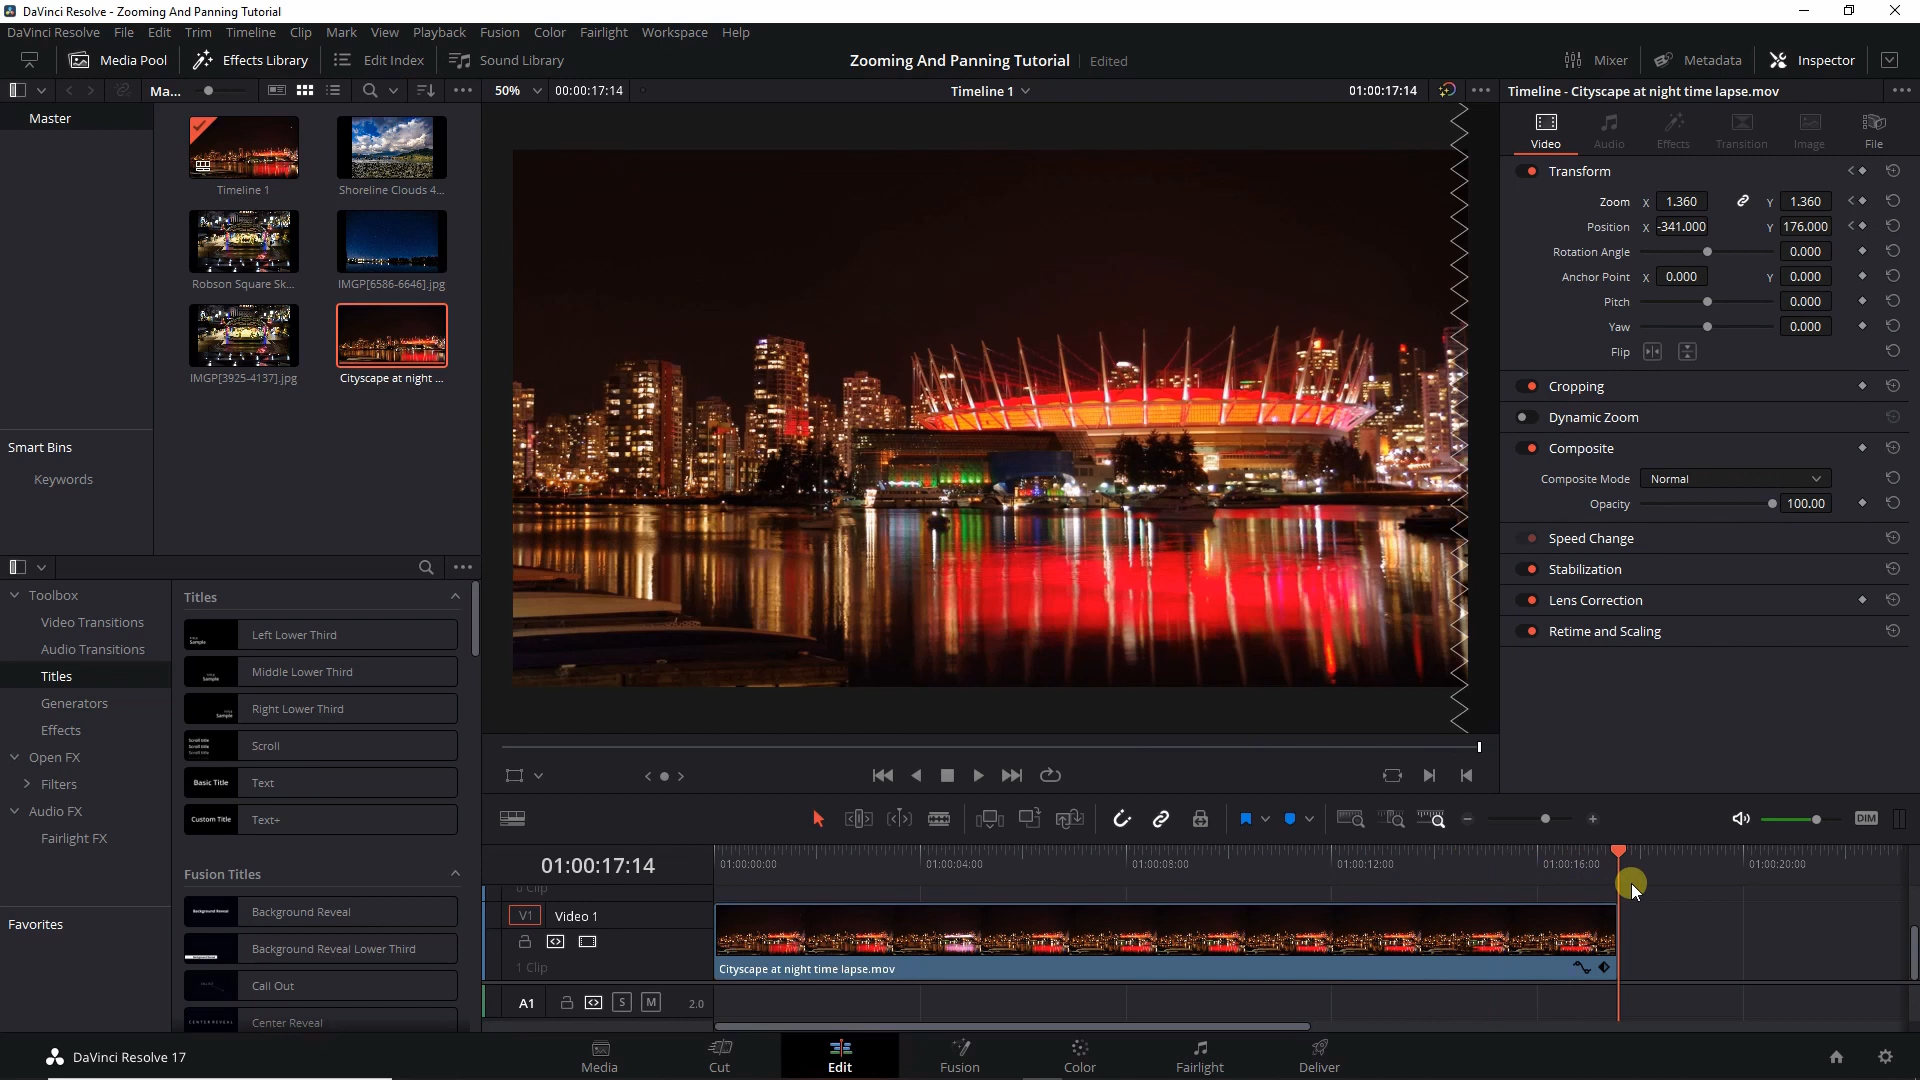 DaVinci Resolve - Zooming And Panning Tutorial
DaVinci Resolve File Edit Trim Timeline Clip Mark View Playback Fusion Color Fairlight Workspace Help
Media Pool Effects Library Edit Index Sound Library Zooming And Panning Tutorial Edited Mixer Metadata Inspector
Ma... 50% 00:00:17:14 Timeline 1 01:00:17:14 Timeline - Cityscape at night time lapse.mov
Master
Timeline 1 Shoreline Clouds 4...
Robson Square Sk... IMGP[6586-6646].jpg
IMGP[3925-4137].jpg Cityscape at night ...
Smart Bins
Keywords
Video Audio Effects Transition Image File
Transform
Zoom X 1.360 Y 1.360
Position X -341.000 Y 176.000
Rotation Angle 0.000
Anchor Point X 0.000 Y 0.000
Pitch 0.000
Yaw 0.000
Flip
Cropping
Dynamic Zoom
Composite
Composite Mode Normal
Opacity 100.00
Speed Change
Stabilization
Lens Correction
Retime and Scaling
Toolbox
Video Transitions
Audio Transitions
Titles
Generators
Effects
Open FX
Filters
Audio FX
Fairlight FX
Favorites
Titles
Left Lower Third
Middle Lower Third
Right Lower Third
Scroll
Basic Title Text
Custom Title Text+
Fusion Titles
Background Reveal Background Reveal
Background Reveal Lower Third
Call Out
CENTER REVEAL Center Reveal
DIM
01:00:17:14 01:00:00:00 01:00:04:00 01:00:08:00 01:00:12:00 01:00:16:00 01:00:20:00
0 Clip
V1 Video 1
1 Clip
Cityscape at night time lapse.mov
A1 S M 2.0
DaVinci Resolve 17 Media Cut Edit Fusion Color Fairlight Deliver